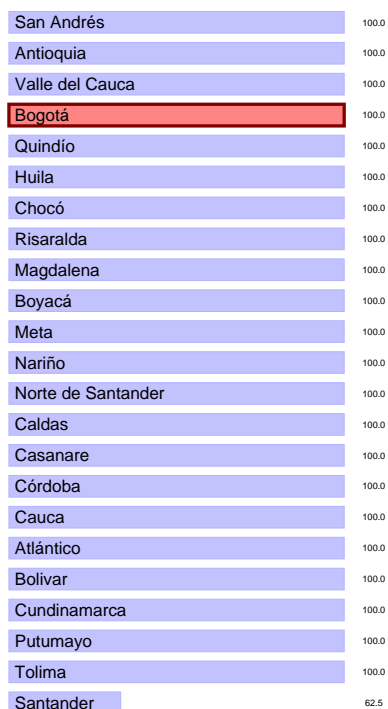 San Andrés 100.0
Antioquia 100.0
Valle del Cauca 100.0
Bogotá 100.0
Quindío 100.0
Huila 100.0
Chocó 100.0
Risaralda 100.0
Magdalena 100.0
Boyacá 100.0
Meta 100.0
Nariño 100.0
Norte de Santander 100.0
Caldas 100.0
Casanare 100.0
Córdoba 100.0
Cauca 100.0
Atlántico 100.0
Bolivar 100.0
Cundinamarca 100.0
Putumayo 100.0
Tolima 100.0
Santander 62.5